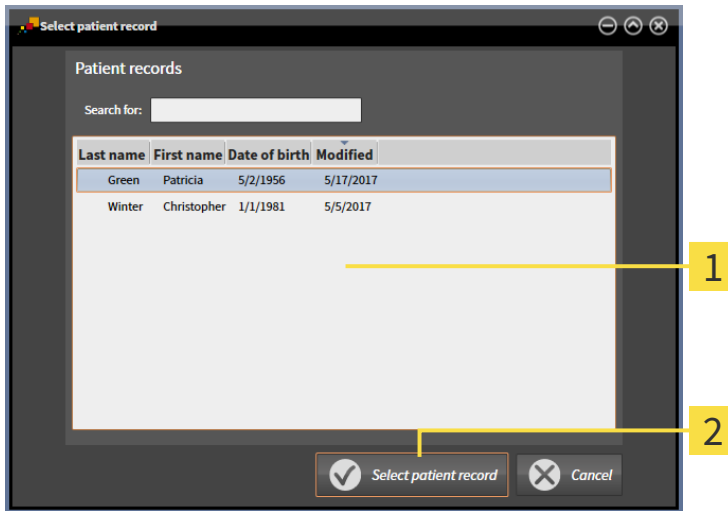 Select patient record
Patient records
Search for:
Last name First name Date of birth Modified
Green Patricia 5/2/1956 5/17/2017
Winter Christopher 1/1/1981 5/5/2017
1
2
Select patient record Cancel